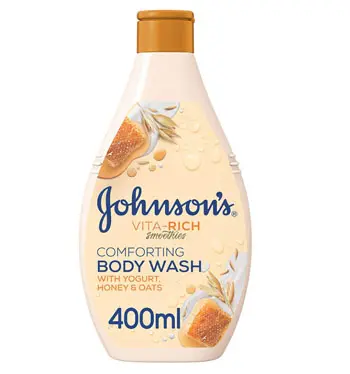 Johnson's®
VITA-RICH
smoothies
COMFORTING
BODY WASH
WITH YOGURT,
HONEY & OATS
400ml